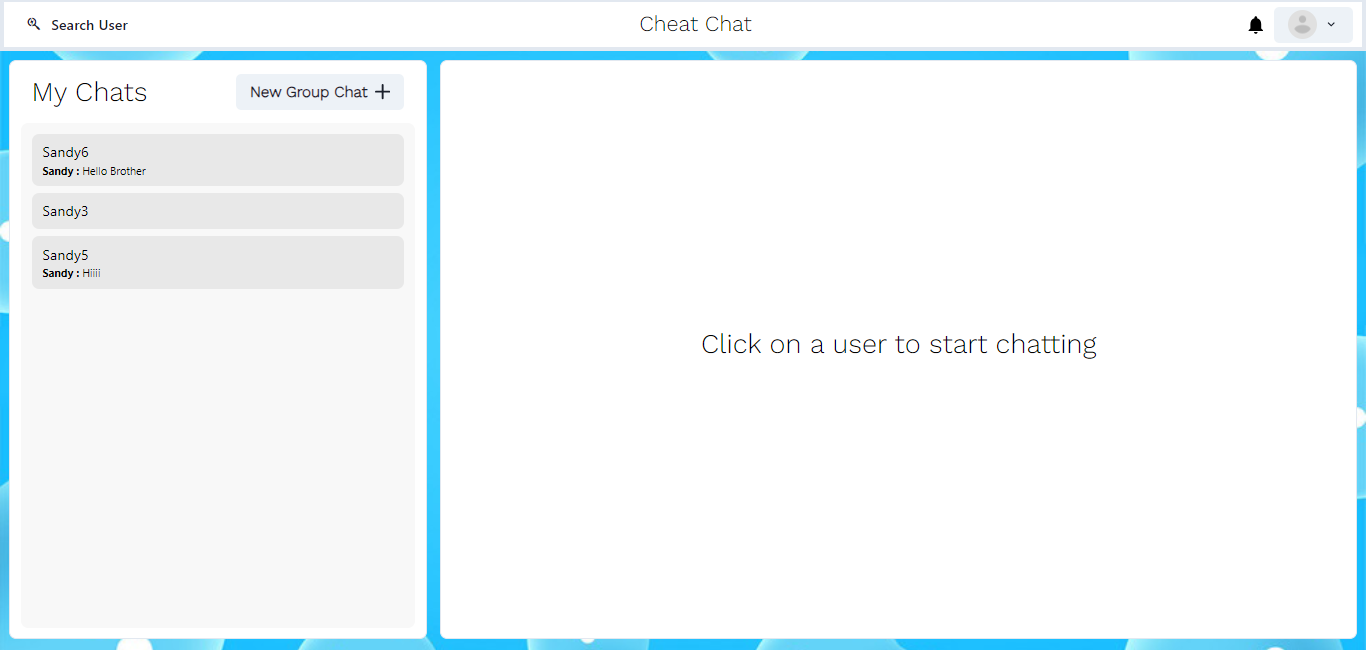 Search User
Cheat Chat
My Chats
New Group Chat
Sandy6
Sandy : Hello Brother
Sandy3
Sandy5
Sandy : Hiiii
Click on a user to start chatting